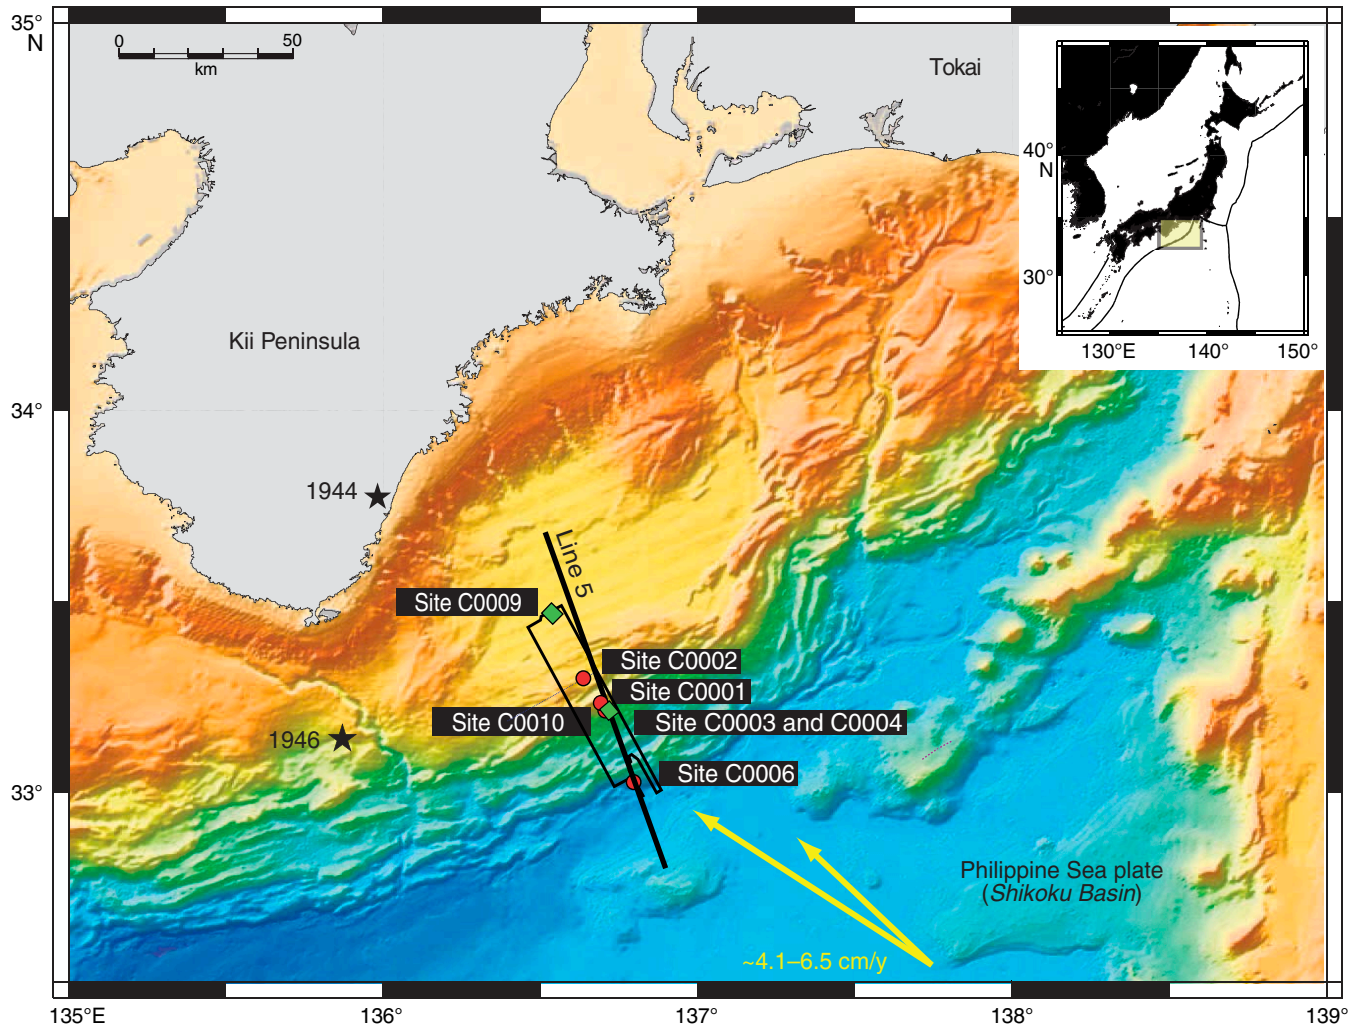 35°
N
0
50
km
Tokai
40°
N
30°
130°E
140°
150°
Kii Peninsula
34°
1944
Line 5
Site C0009
Site C0002
Site C0001
Site C0010
Site C0003 and C0004
1946
Site C0006
33°
Philippine Sea plate
(Shikoku Basin)
~4.1–6.5 cm/y
135°E
136°
137°
138°
139°